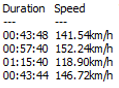 Duration Speed
--- ---
00:43:48 141.54km/h
00:57:40 152.24km/h
01:15:40 118.90km/h
00:43:44 146.72km/h